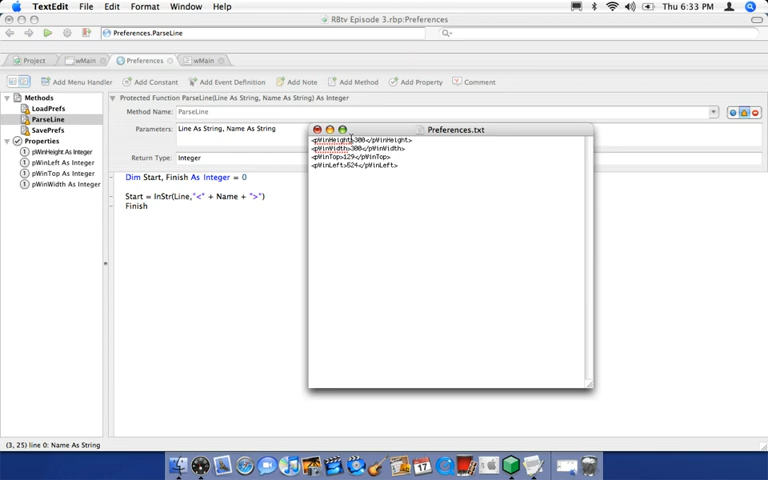 TextEdit File Edit Format Window Help Thu 6:33 PM
RBtv Episode 3.rbp:Preferences
Preferences.ParseLine
Project wMain Preferences wMain
Add Menu Handler Add Constant Add Event Definition Add Note Add Method Add Property Comment
Methods
LoadPrefs
ParseLine
SavePrefs
Properties
pWinHeight As Integer
pWinLeft As Integer
pWinTop As Integer
pWinWidth As Integer
Protected Function ParseLine(Line As String, Name As String) As Integer
Method Name: ParseLine
Parameters: Line As String, Name As String
Return Type: Integer
Dim Start, Finish As Integer = 0
Start = InStr(Line,"<" + Name + ">")
Finish
Preferences.txt
<pWinHeight>300</pWinHeight>
<pWinWidth>300</pWinWidth>
<pWinTop>129</pWinTop>
<pWinLeft>524</pWinLeft>
(3, 25) line 0: Name As String
17